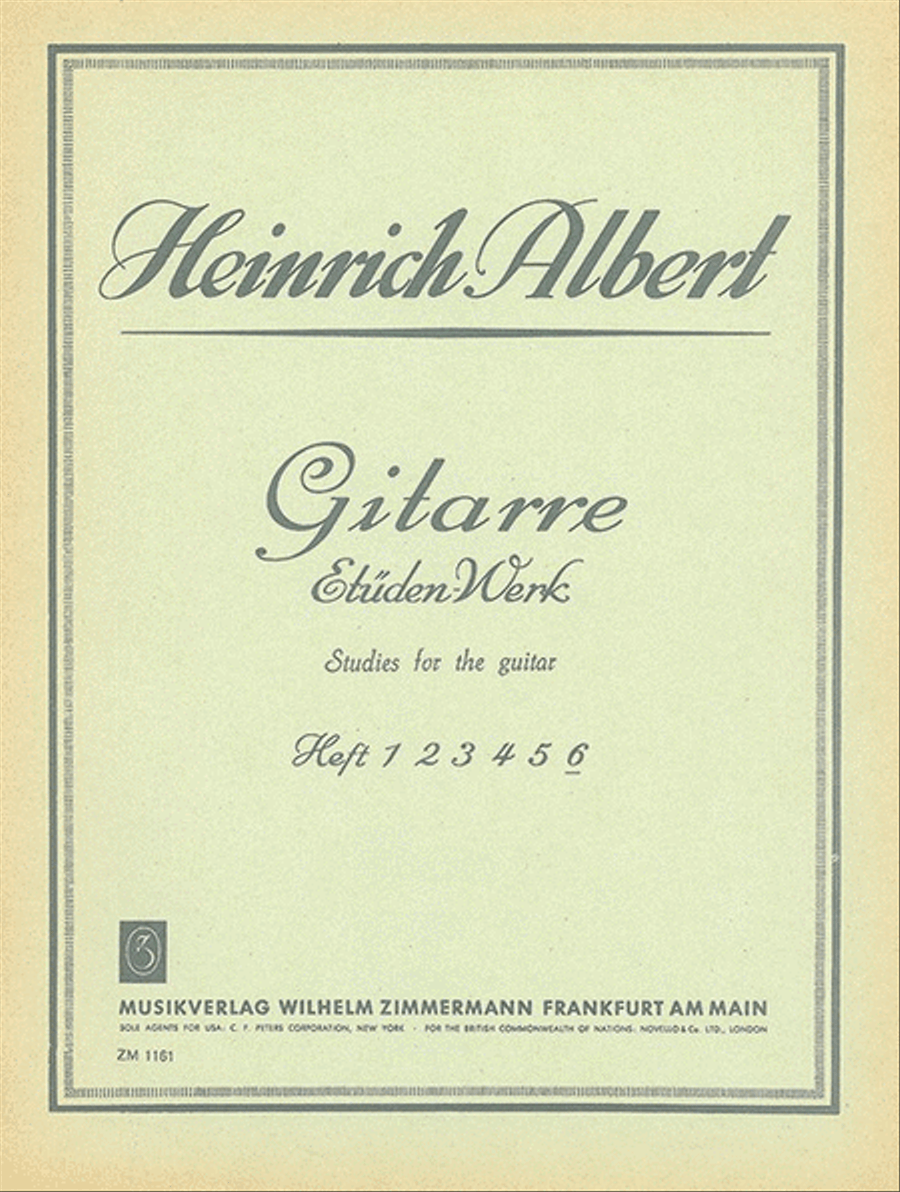 Heinrich Albert
Gitarre
Etüden-Werk
Studies for the guitar
Heft 1 2 3 4 5 6
Z
MUSIKVERLAG WILHELM ZIMMERMANN FRANKFURT AM MAIN
SOLE AGENTS FOR USA: C. F. PETERS CORPORATION, NEW YORK · FOR THE BRITISH COMMONWEALTH OF NATIONS: NOVELLO & Co. LTD., LONDON
ZM 1161